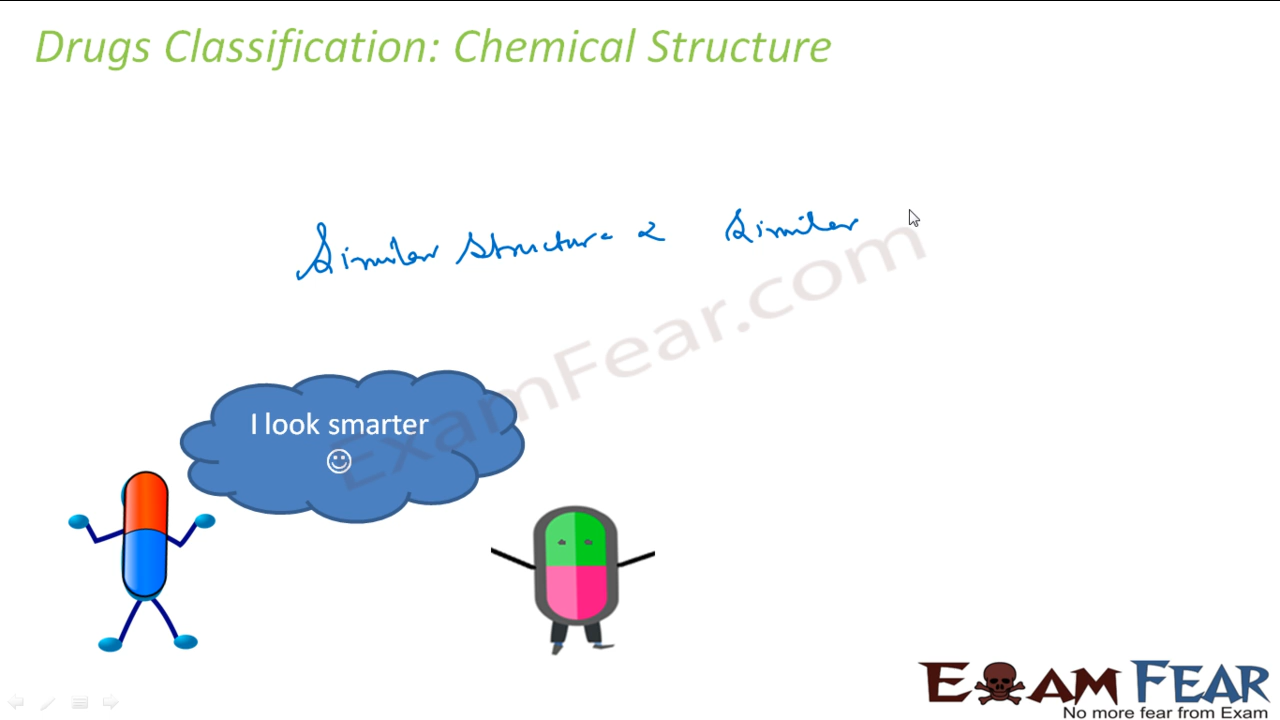 Drugs Classification: Chemical Structure
Similar structure α Similar
ExamFear.com
I look smarter
☺
EXAM FEAR
No more fear from Exam